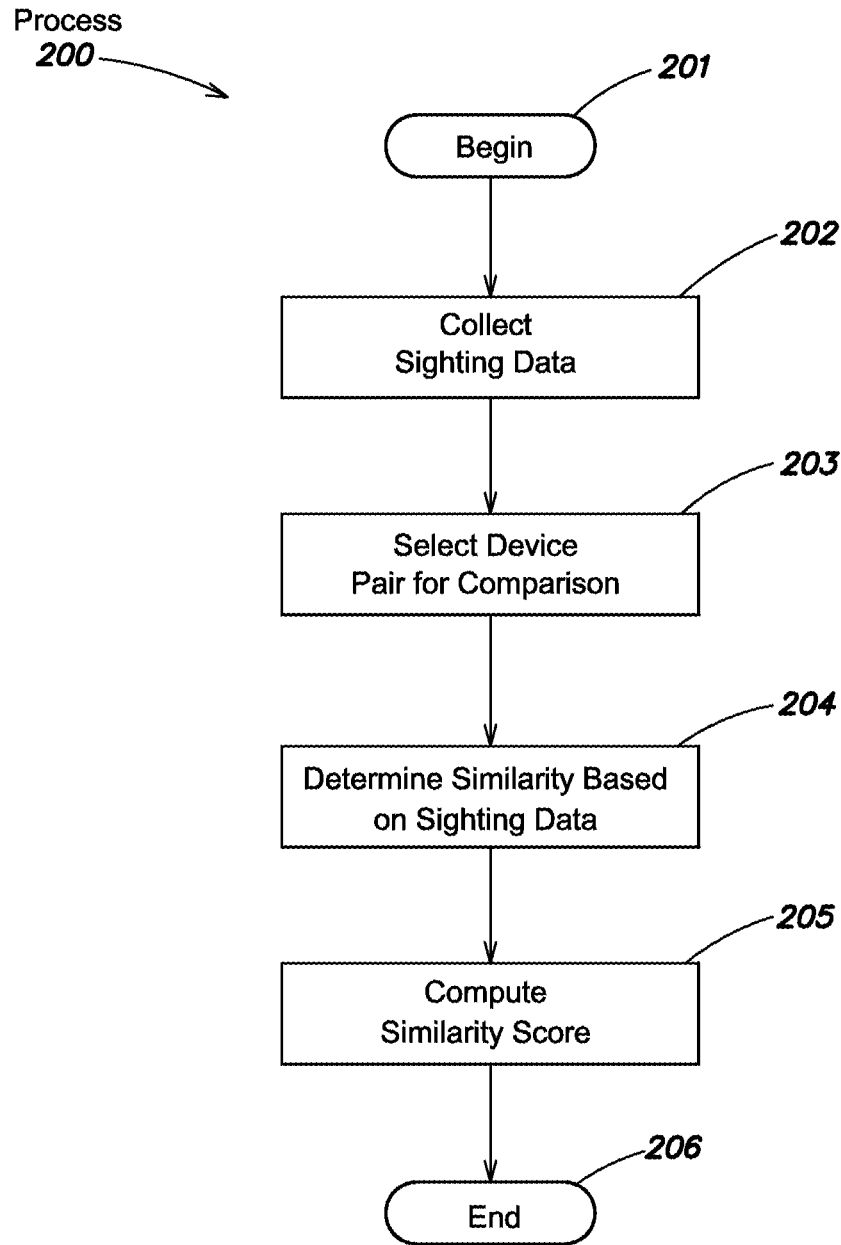 Process
200
201
Begin
202
Collect
Sighting Data
203
Select Device
Pair for Comparison
204
Determine Similarity Based
on Sighting Data
205
Compute
Similarity Score
206
End